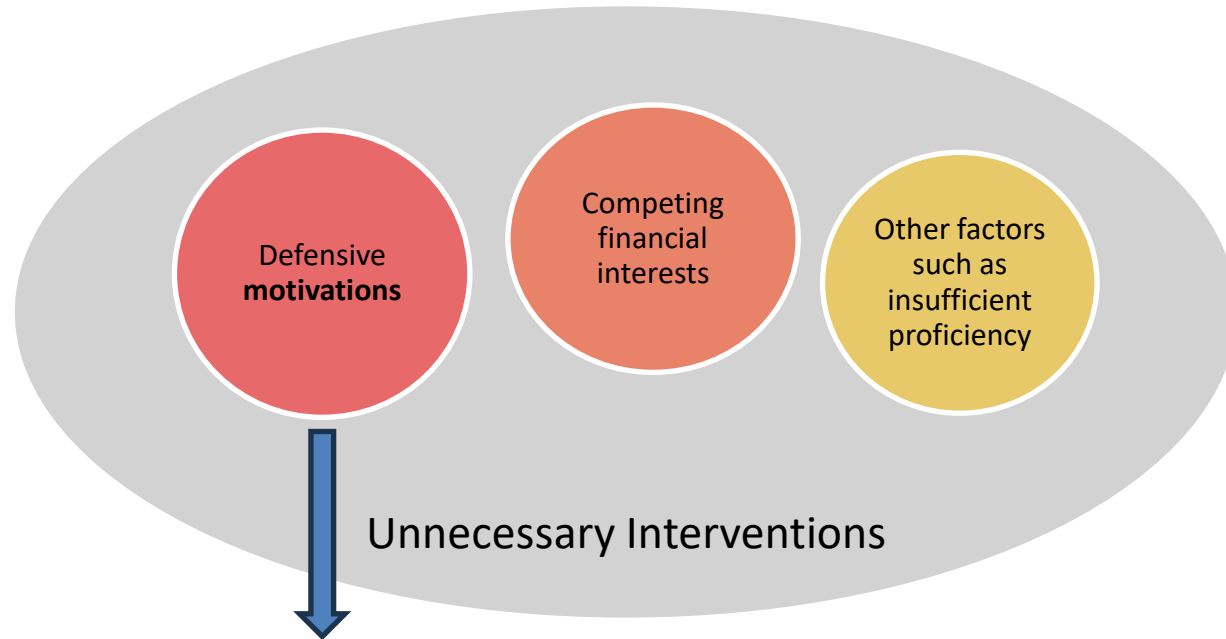 Defensive
motivations
Competing
financial
interests
Other factors
such as
insufficient
proficiency
Unnecessary Interventions